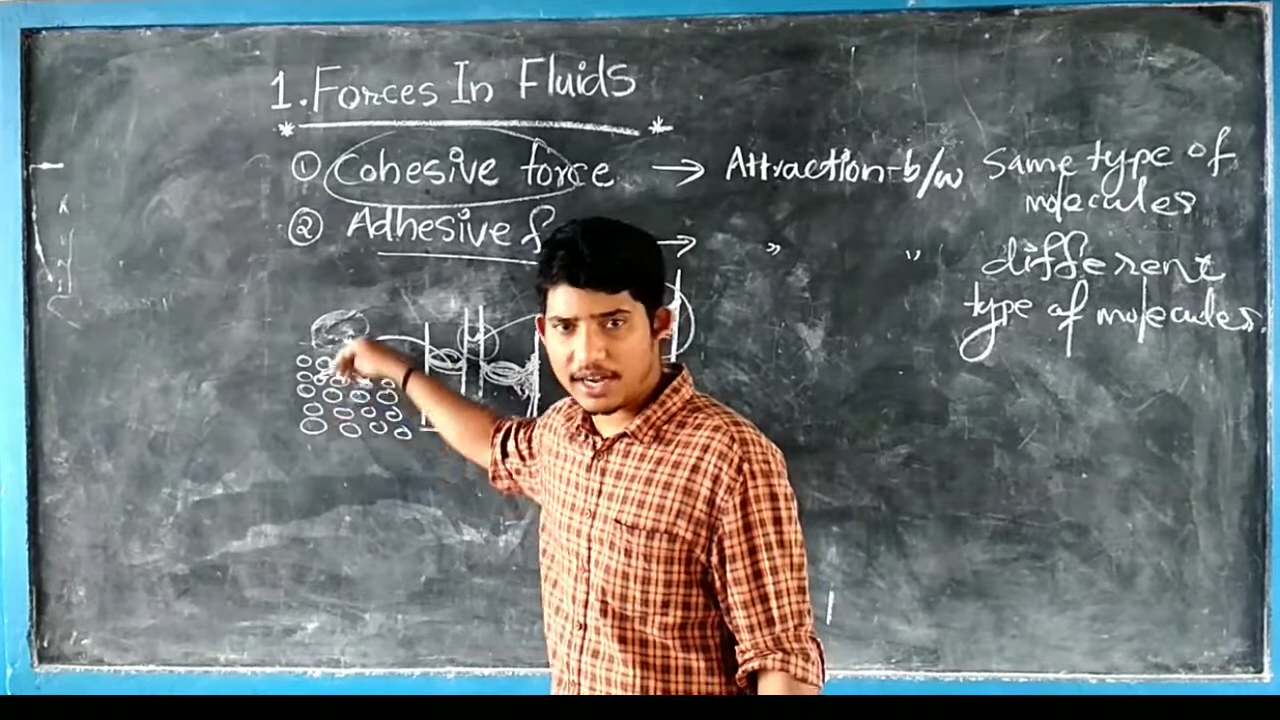 1. Forces In Fluids
① Cohesive force → Attraction b/w Same type of
molecules
② Adhesive f → " " different
type of molecules.